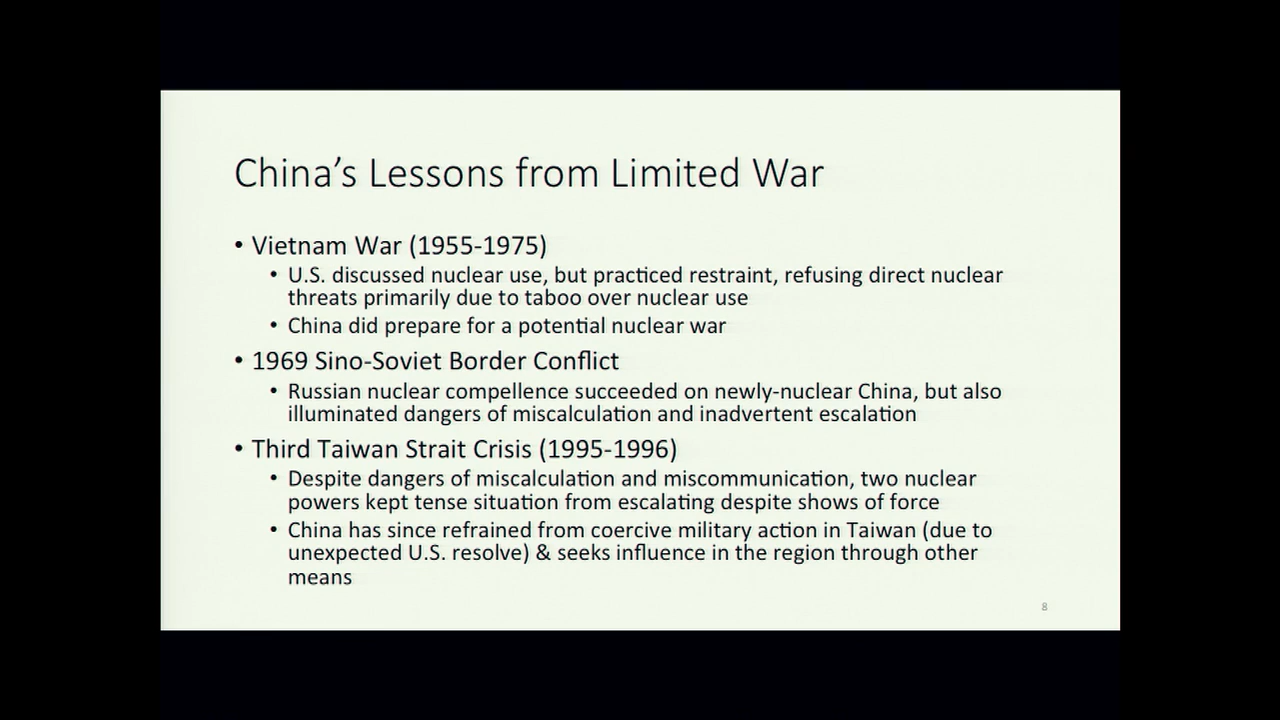 China's Lessons from Limited War
• Vietnam War (1955-1975)
• U.S. discussed nuclear use, but practiced restraint, refusing direct nuclear
threats primarily due to taboo over nuclear use
• China did prepare for a potential nuclear war
• 1969 Sino-Soviet Border Conflict
• Russian nuclear compellence succeeded on newly-nuclear China, but also
illuminated dangers of miscalculation and inadvertent escalation
• Third Taiwan Strait Crisis (1995-1996)
• Despite dangers of miscalculation and miscommunication, two nuclear
powers kept tense situation from escalating despite shows of force
• China has since refrained from coercive military action in Taiwan (due to
unexpected U.S. resolve) & seeks influence in the region through other
means
8